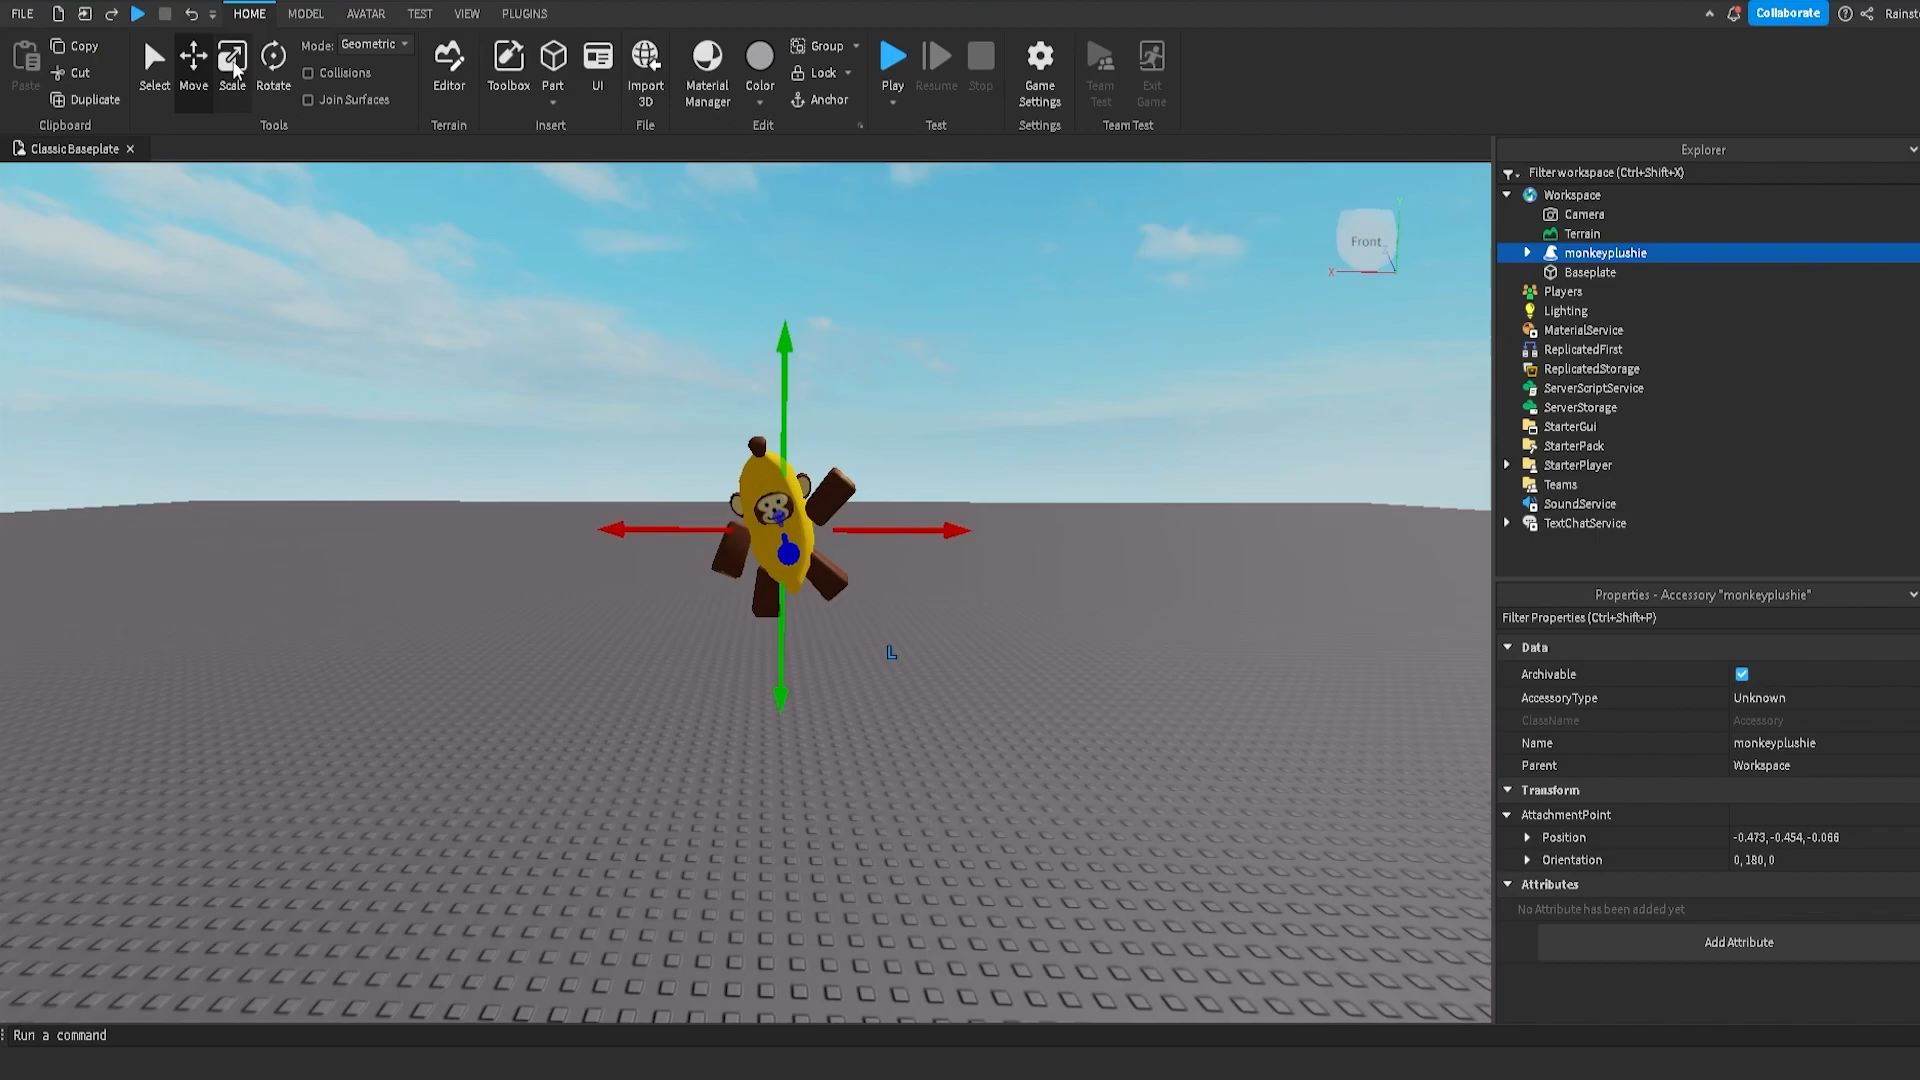 FILE HOME MODEL AVATAR TEST VIEW PLUGINS Collaborate Rainst
Paste Copy Cut Duplicate Clipboard
Select Move Scale Rotate Mode: Geometric Collisions Join Surfaces Tools
Editor Terrain
Toolbox Part UI Insert
Import 3D File
Material Manager Color Group Lock Anchor Edit
Play Resume Stop Test
Game Settings Settings
Team Test Exit Game Team Test
Classic Baseplate
Front
X
L
Explorer
Filter workspace (Ctrl+Shift+X)
Workspace
Camera
Terrain
monkeyplushie
Baseplate
Players
Lighting
MaterialService
ReplicatedFirst
ReplicatedStorage
ServerScriptService
ServerStorage
StarterGui
StarterPack
StarterPlayer
Teams
SoundService
TextChatService
Properties - Accessory "monkeyplushie"
Filter Properties (Ctrl+Shift+P)
Data
Archivable
AccessoryType Unknown
ClassName Accessory
Name monkeyplushie
Parent Workspace
Transform
AttachmentPoint
Position -0.473, -0.454, -0.066
Orientation 0, 180, 0
Attributes
No Attribute has been added yet
Add Attribute
Run a command